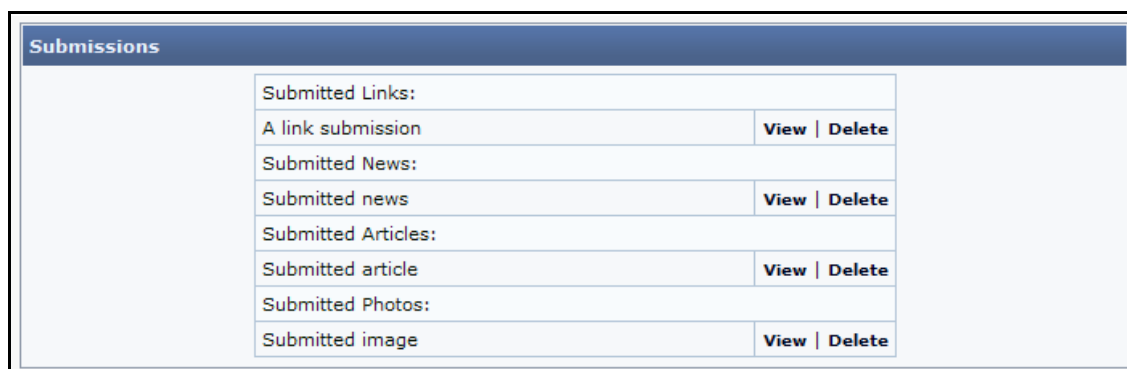 Submissions
Submitted Links:
A link submission View | Delete
Submitted News:
Submitted news View | Delete
Submitted Articles:
Submitted article View | Delete
Submitted Photos:
Submitted image View | Delete